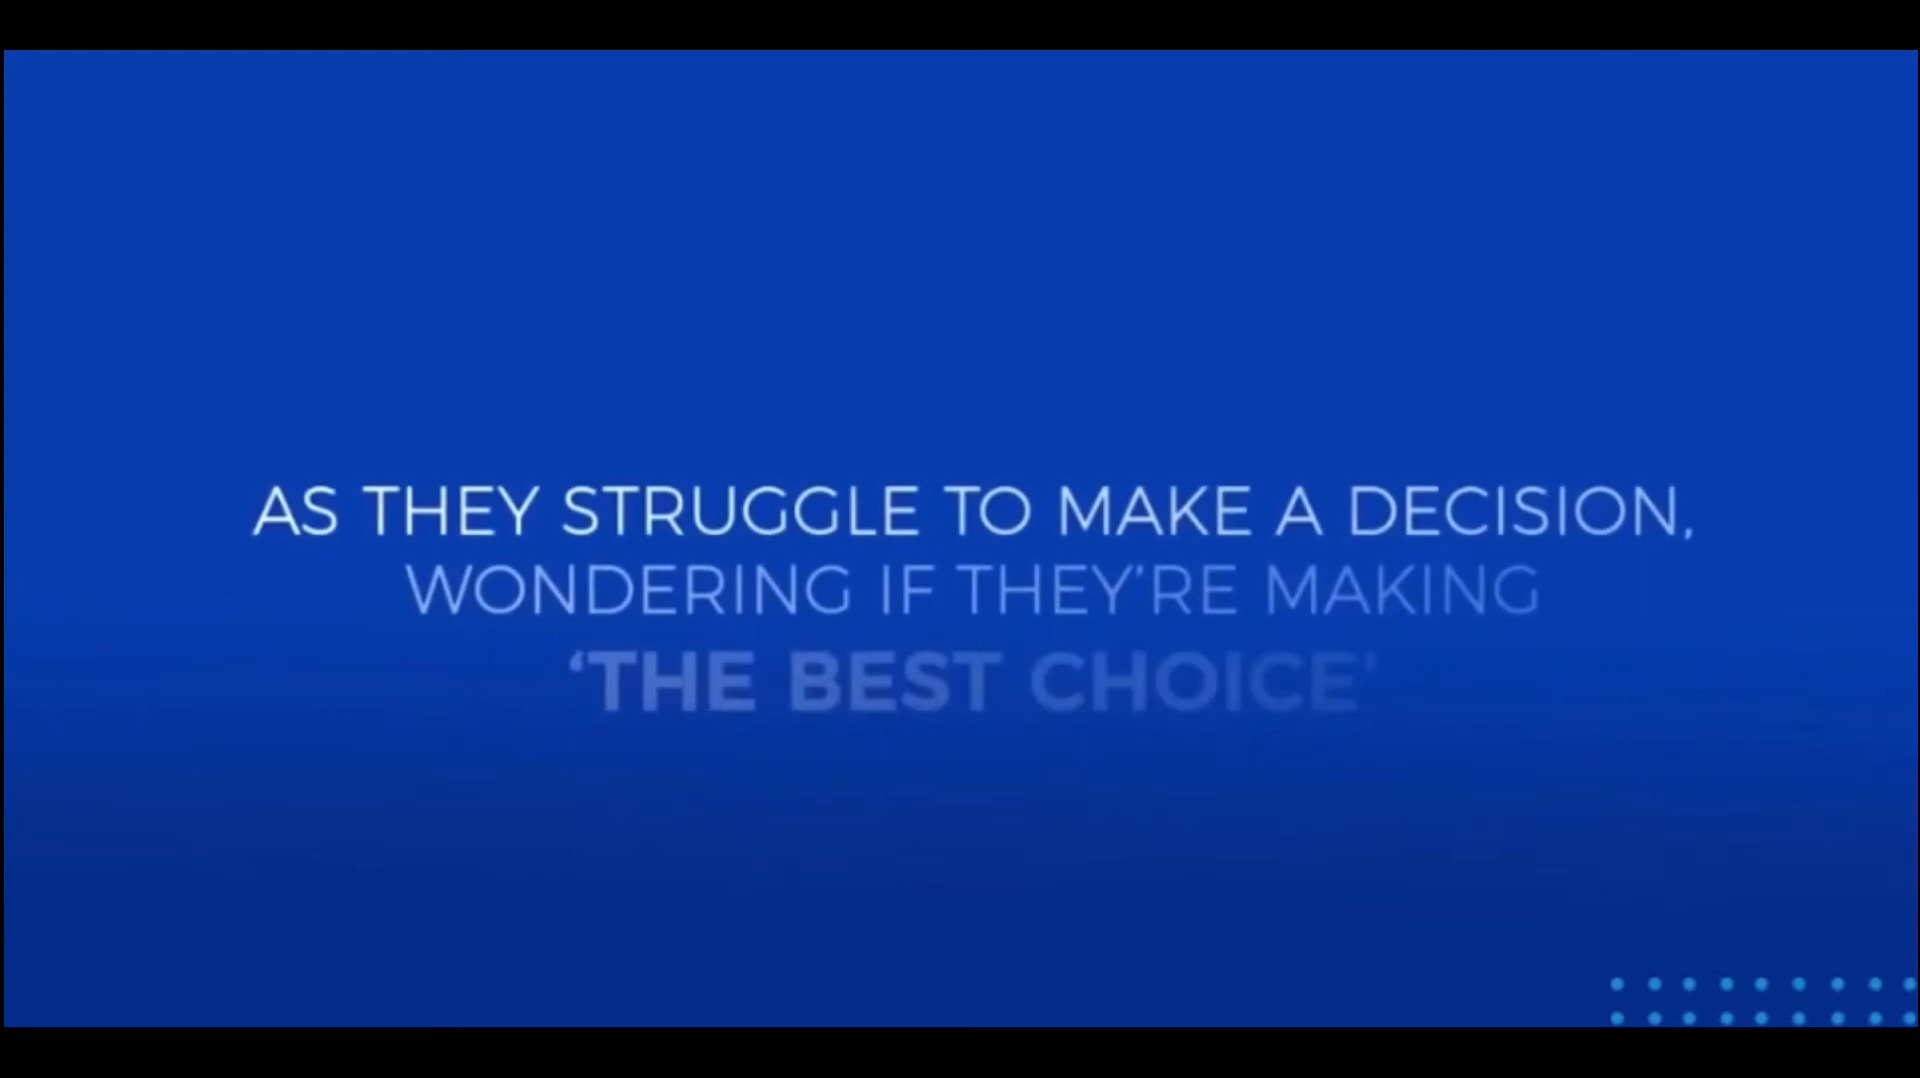 AS THEY STRUGGLE TO MAKE A DECISION,
WONDERING IF THEY’RE MAKING
‘THE BEST CHOICE’